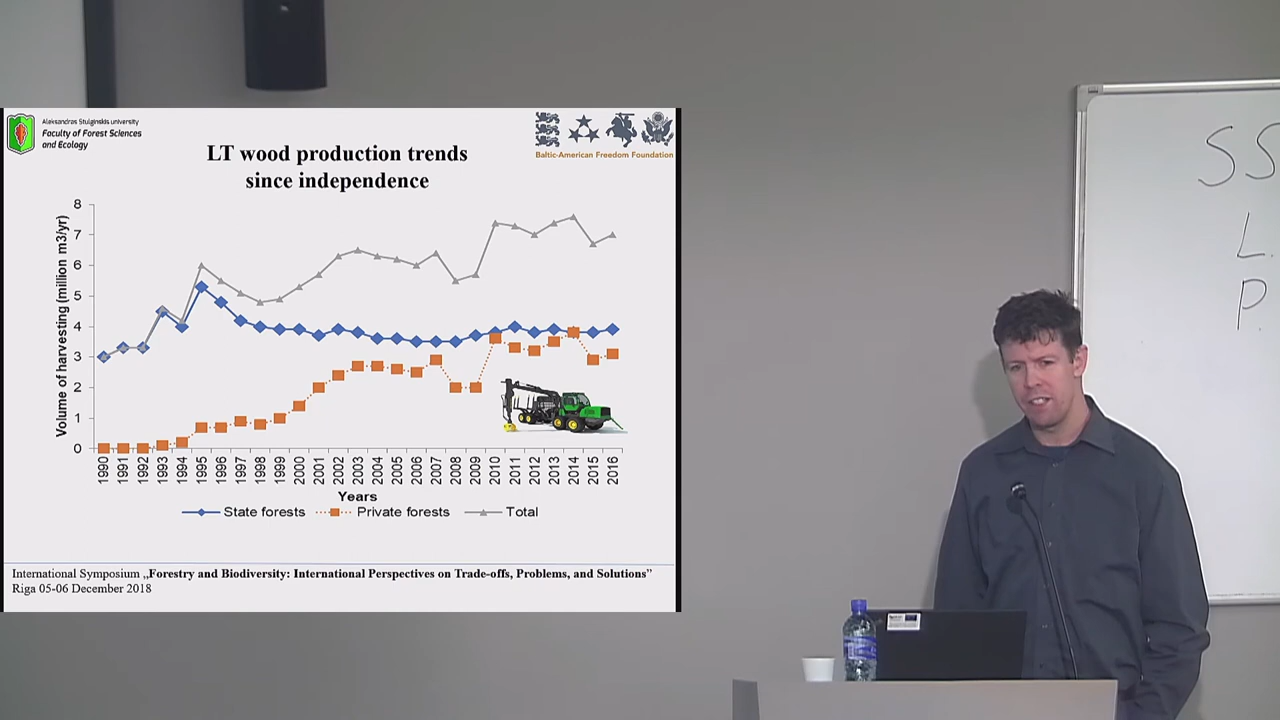 Aleksandras Stulginskis university
Faculty of Forest Sciences
and Ecology
Baltic-American Freedom Foundation
LT wood production trends
since independence
Volume of harvesting (million m3/yr)
8
7
6
5
4
3
2
1
0
1990 1991 1992 1993 1994 1995 1996 1997 1998 1999 2000 2001 2002 2003 2004 2005 2006 2007 2008 2009 2010 2011 2012 2013 2014 2015 2016
Years
State forests Private forests Total
International Symposium „Forestry and Biodiversity: International Perspectives on Trade-offs, Problems, and Solutions”
Riga 05-06 December 2018
SS
L.
P.